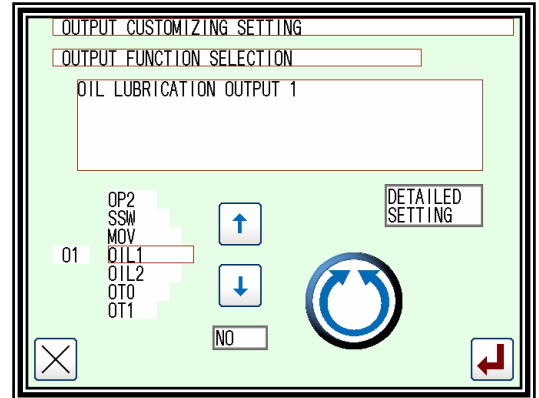 OUTPUT CUSTOMIZING SETTING
OUTPUT FUNCTION SELECTION
OIL LUBRICATION OUTPUT 1
OP2
SSW
MOV
01 OIL1
OIL2
OT0
OT1
DETAILED
SETTING
NO